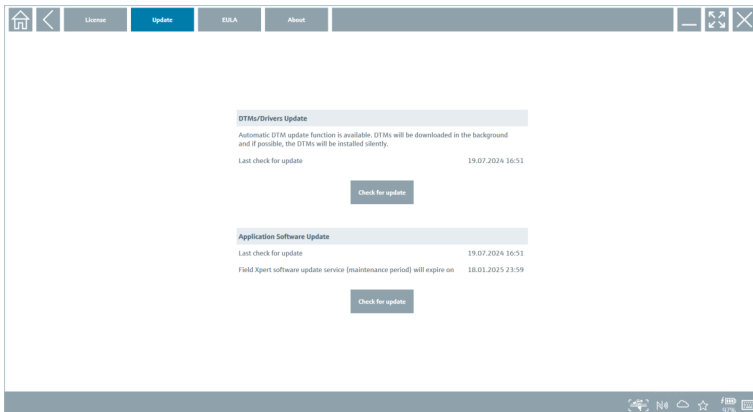 License
Update
EULA
About
DTMs/Drivers Update
Automatic DTM update function is available. DTMs will be downloaded in the background
and if possible, the DTMs will be installed silently.
Last check for update 19.07.2024 16:51
Check for update
Application Software Update
Last check for update 19.07.2024 16:51
Field Xpert software update service (maintenance period) will expire on 18.01.2025 23:59
Check for update
97%